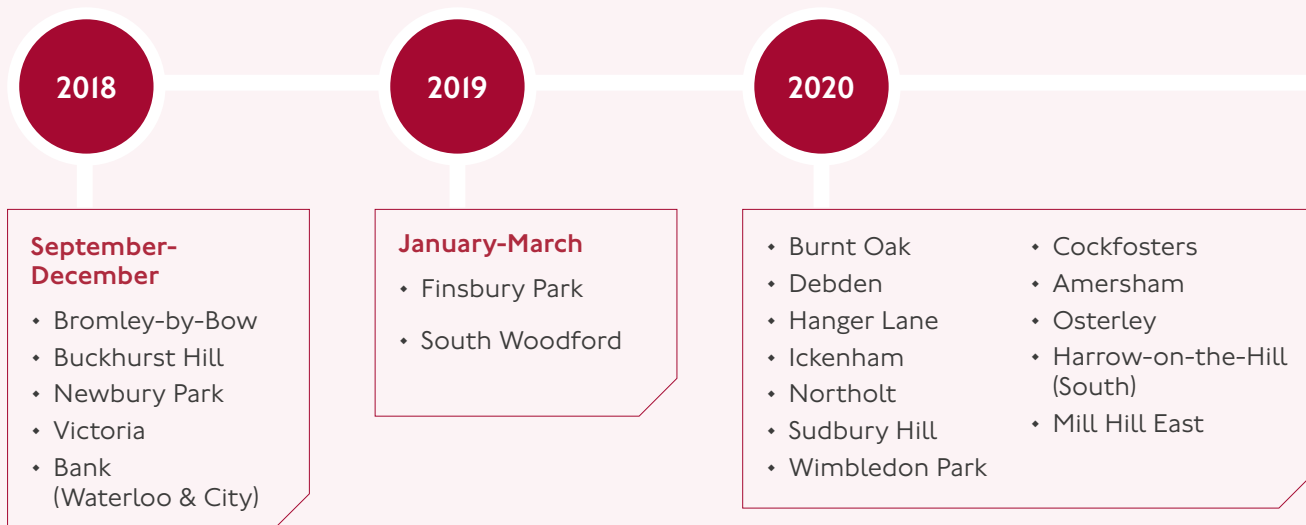 2018
September-
December
• Bromley-by-Bow
• Buckhurst Hill
• Newbury Park
• Victoria
• Bank
(Waterloo & City)
2019
January-March
• Finsbury Park
• South Woodford
2020
• Burnt Oak
• Debden
• Hanger Lane
• Ickenham
• Northolt
• Sudbury Hill
• Wimbledon Park
• Cockfosters
• Amersham
• Osterley
• Harrow-on-the-Hill
(South)
• Mill Hill East